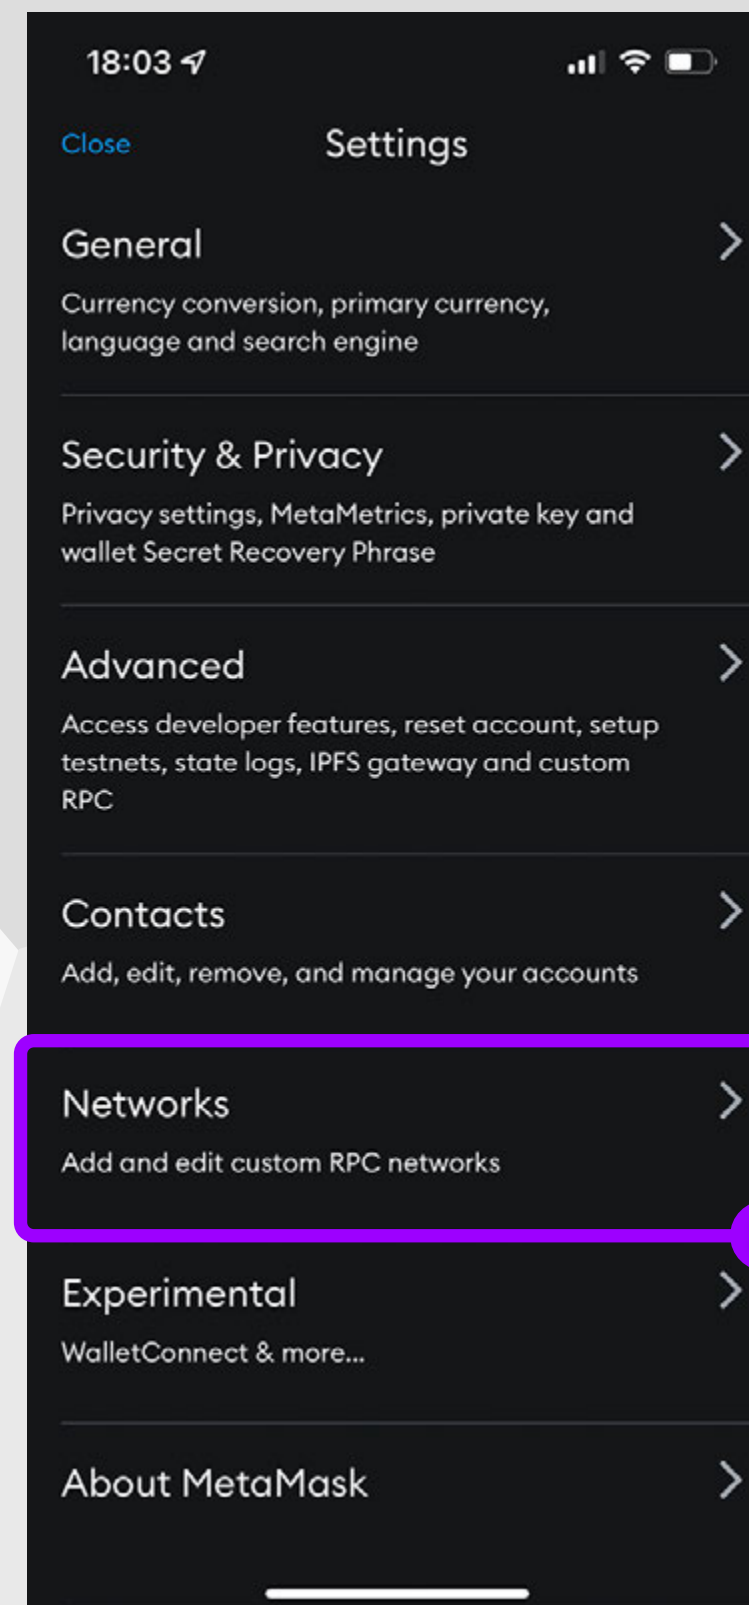 18:03
Close
Settings
General
Currency conversion, primary currency,
language and search engine
Security & Privacy
Privacy settings, MetaMetrics, private key and
wallet Secret Recovery Phrase
Advanced
Access developer features, reset account, setup
testnets, state logs, IPFS gateway and custom
RPC
Contacts
Add, edit, remove, and manage your accounts
Networks
Add and edit custom RPC networks
Experimental
WalletConnect & more...
About MetaMask